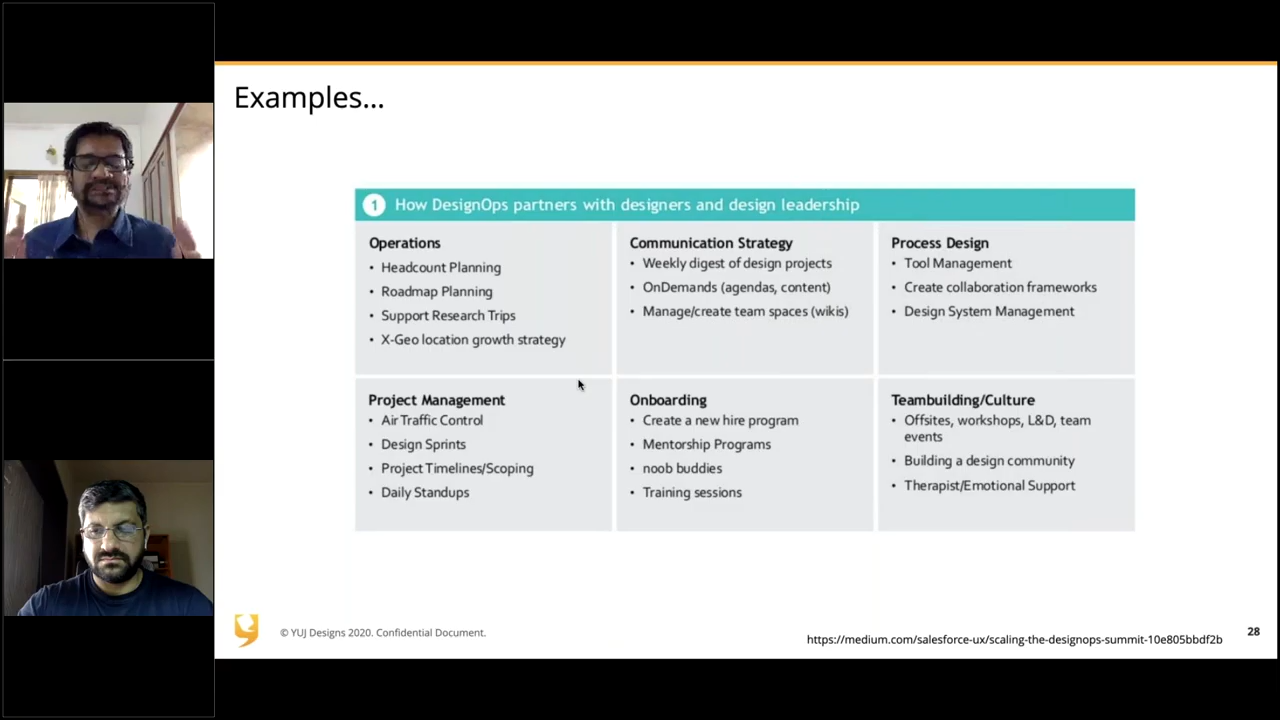 Examples...
1 How DesignOps partners with designers and design leadership
Operations
• Headcount Planning
• Roadmap Planning
• Support Research Trips
• X-Geo location growth strategy
Communication Strategy
• Weekly digest of design projects
• OnDemands (agendas, content)
• Manage/create team spaces (wikis)
Process Design
• Tool Management
• Create collaboration frameworks
• Design System Management
Project Management
• Air Traffic Control
• Design Sprints
• Project Timelines/Scoping
• Daily Standups
Onboarding
• Create a new hire program
• Mentorship Programs
• noob buddies
• Training sessions
Teambuilding/Culture
• Offsites, workshops, L&D, team
events
• Building a design community
• Therapist/Emotional Support
© YUJ Designs 2020. Confidential Document.
https://medium.com/salesforce-ux/scaling-the-designops-summit-10e805bbdf2b
28